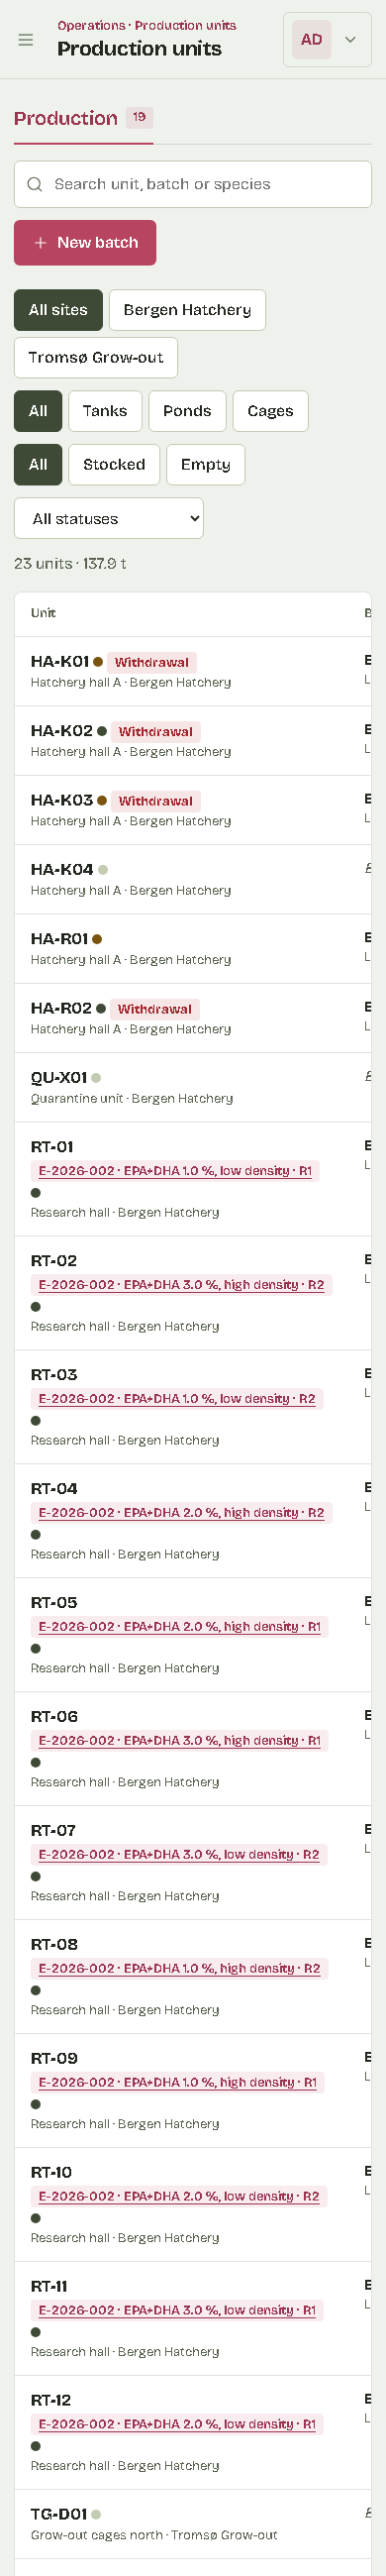 Operations · Production units
Production units
AD
Production 19
Search unit, batch or species
New batch
All sites Bergen Hatchery
Tromsø Grow-out
All Tanks Ponds Cages
All Stocked Empty
All statuses
23 units · 137.9 t
Unit
HA-K01 Withdrawal
Hatchery hall A · Bergen Hatchery
HA-K02 Withdrawal
Hatchery hall A · Bergen Hatchery
HA-K03 Withdrawal
Hatchery hall A · Bergen Hatchery
HA-K04
Hatchery hall A · Bergen Hatchery
HA-R01
Hatchery hall A · Bergen Hatchery
HA-R02 Withdrawal
Hatchery hall A · Bergen Hatchery
QU-X01
Quarantine unit · Bergen Hatchery
RT-01
E-2026-002 · EPA+DHA 1.0 %, low density · R1
Research hall · Bergen Hatchery
RT-02
E-2026-002 · EPA+DHA 3.0 %, high density · R2
Research hall · Bergen Hatchery
RT-03
E-2026-002 · EPA+DHA 1.0 %, low density · R2
Research hall · Bergen Hatchery
RT-04
E-2026-002 · EPA+DHA 2.0 %, high density · R2
Research hall · Bergen Hatchery
RT-05
E-2026-002 · EPA+DHA 2.0 %, high density · R1
Research hall · Bergen Hatchery
RT-06
E-2026-002 · EPA+DHA 3.0 %, high density · R1
Research hall · Bergen Hatchery
RT-07
E-2026-002 · EPA+DHA 3.0 %, low density · R2
Research hall · Bergen Hatchery
RT-08
E-2026-002 · EPA+DHA 1.0 %, high density · R2
Research hall · Bergen Hatchery
RT-09
E-2026-002 · EPA+DHA 1.0 %, high density · R1
Research hall · Bergen Hatchery
RT-10
E-2026-002 · EPA+DHA 2.0 %, low density · R2
Research hall · Bergen Hatchery
RT-11
E-2026-002 · EPA+DHA 3.0 %, low density · R1
Research hall · Bergen Hatchery
RT-12
E-2026-002 · EPA+DHA 2.0 %, low density · R1
Research hall · Bergen Hatchery
TG-D01
Grow-out cages north · Tromsø Grow-out